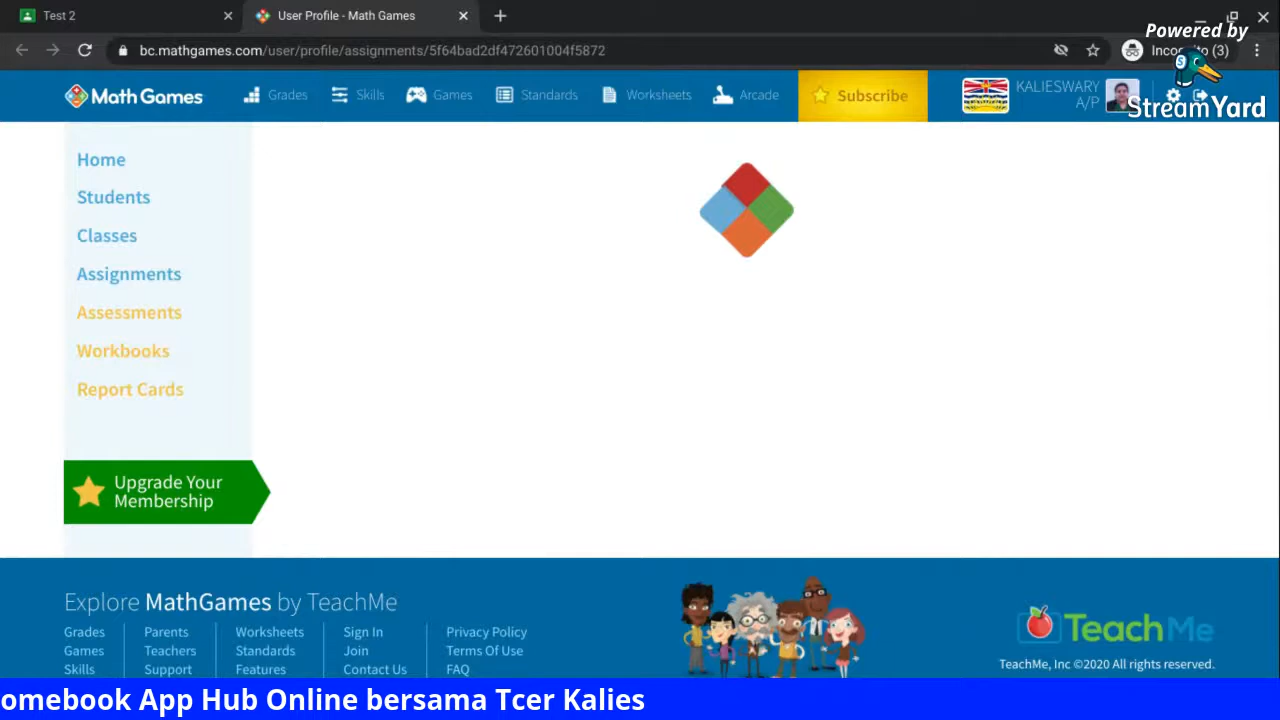 Test 2
User Profile - Math Games
Powered by
bc.mathgames.com/user/profile/assignments/5f64bad2df472601004f5872
StreamYard
Math Games
Grades
Skills
Games
Standards
Worksheets
Arcade
Subscribe
KALIESWARY
A/P
Home
Students
Classes
Assignments
Assessments
Workbooks
Report Cards
Upgrade Your
Membership
Explore MathGames by TeachMe
Grades
Games
Skills
Parents
Teachers
Support
Worksheets
Standards
Features
Sign In
Join
Contact Us
Privacy Policy
Terms Of Use
FAQ
TeachMe
TeachMe, Inc ©2020 All rights reserved.
omebook App Hub Online bersama Tcer Kalies